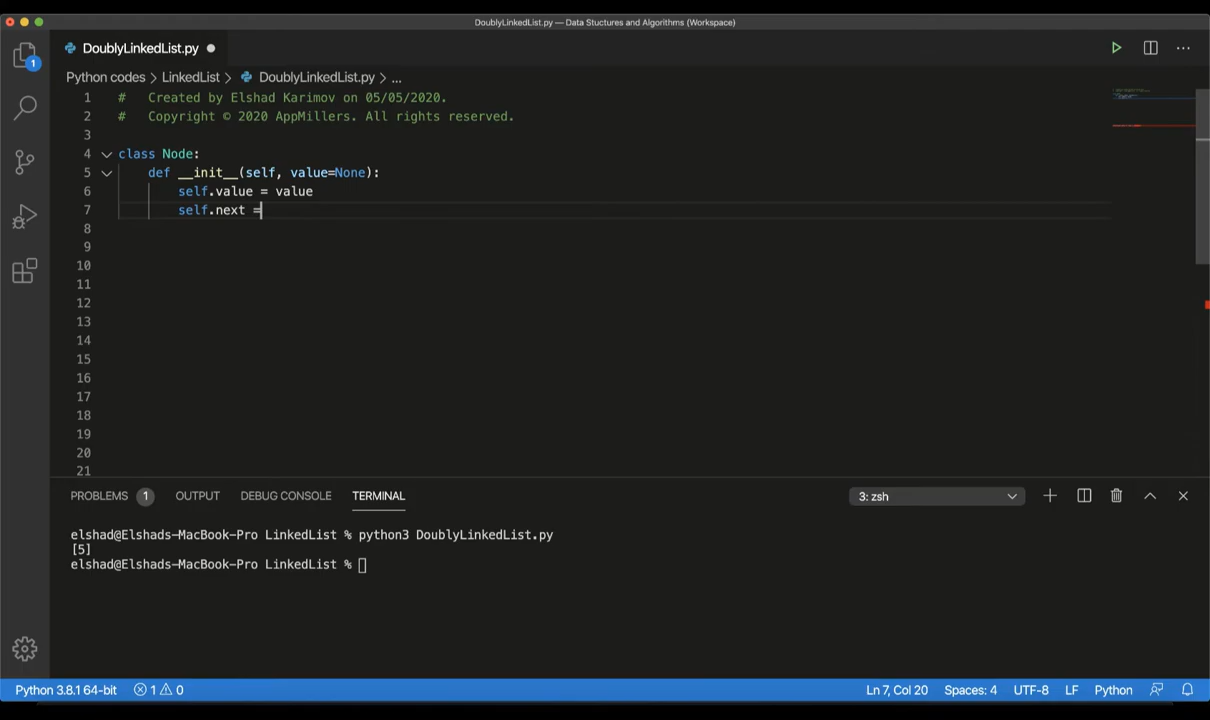 DoublyLinkedList.py — Data Stuctures and Algorithms (Workspace)
DoublyLinkedList.py
Python codes > LinkedList > DoublyLinkedList.py > ...
1 # Created by Elshad Karimov on 05/05/2020.
2 # Copyright © 2020 AppMillers. All rights reserved.
3
4 class Node:
5 def __init__(self, value=None):
6 self.value = value
7 self.next =
8
9
10
11
12
13
14
15
16
17
18
19
20
21
PROBLEMS 1 OUTPUT DEBUG CONSOLE TERMINAL 3: zsh
elshad@Elshads-MacBook-Pro LinkedList % python3 DoublyLinkedList.py
[5]
elshad@Elshads-MacBook-Pro LinkedList %
Python 3.8.1 64-bit 1 0 Ln 7, Col 20 Spaces: 4 UTF-8 LF Python
1